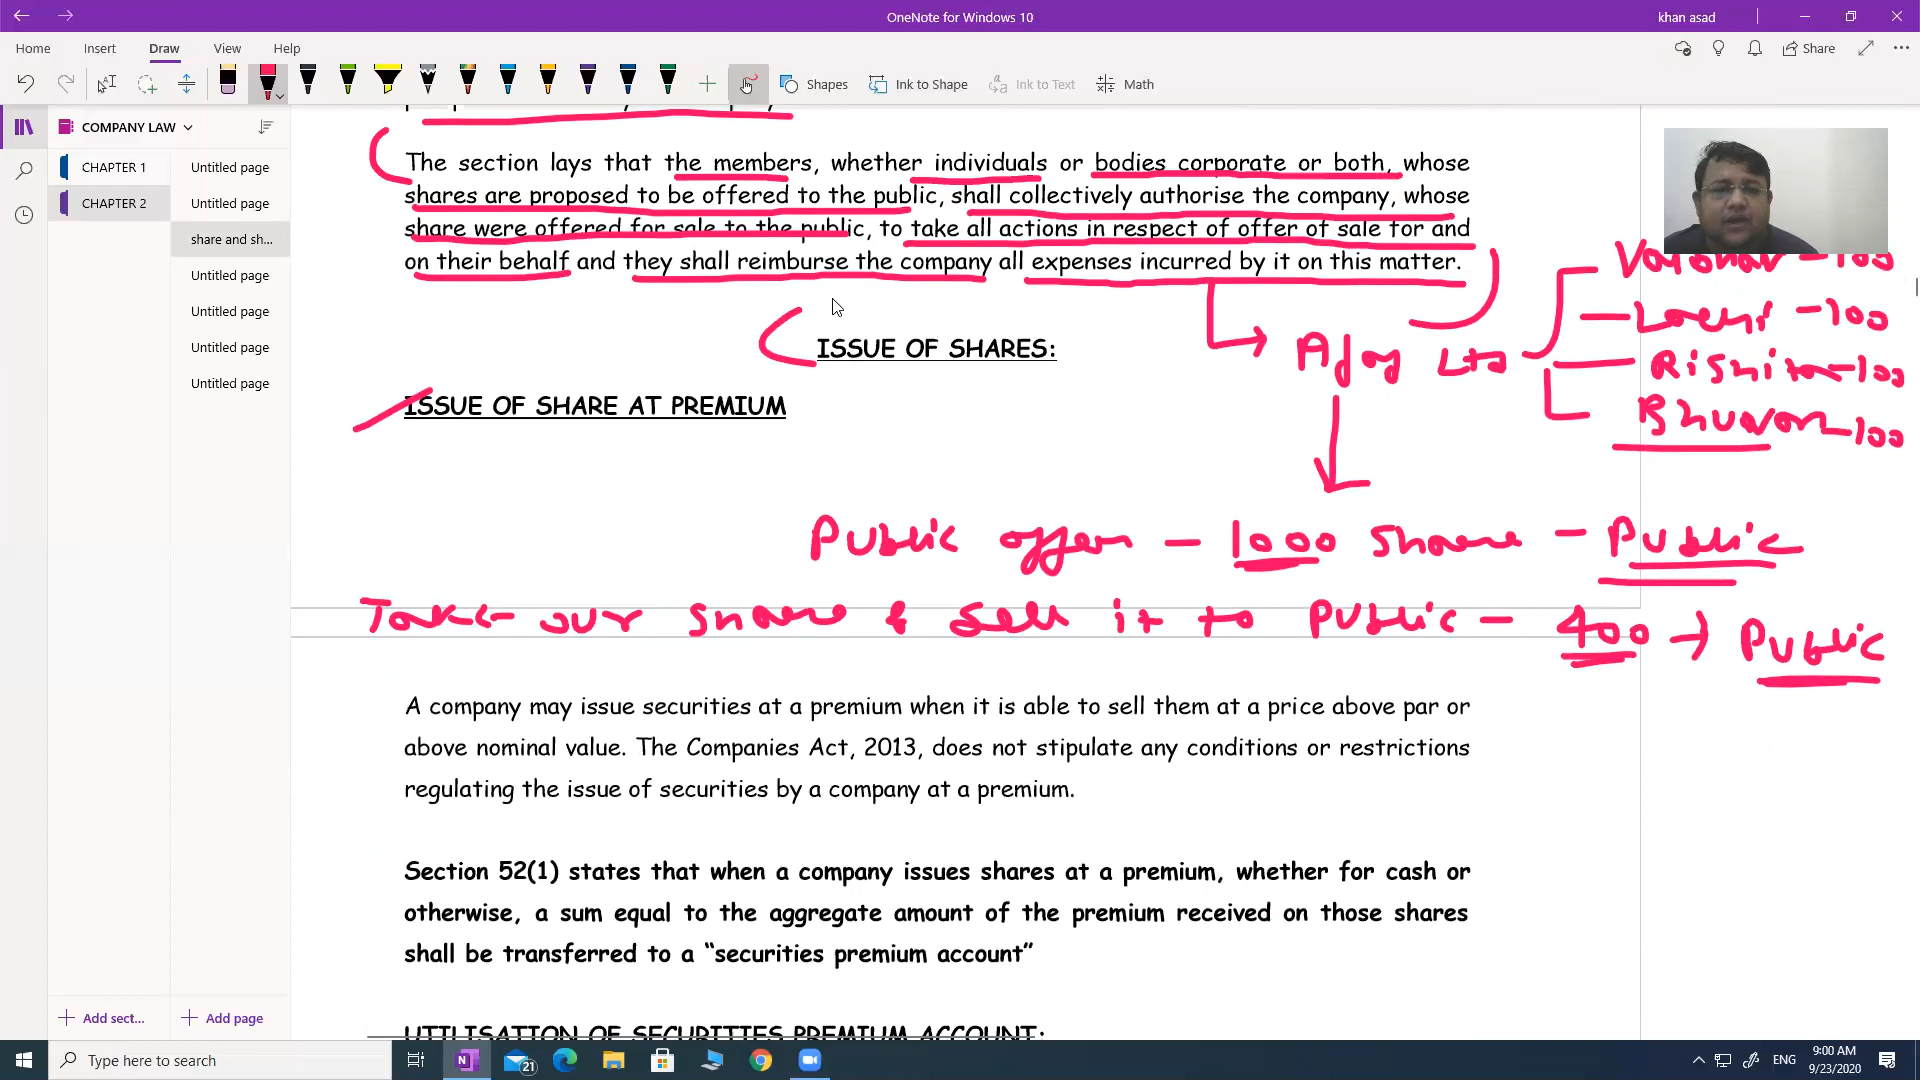 OneNote for Windows 10
khan asad
Home Insert Draw View Help
Share
Shapes Ink to Shape Ink to Text Math
COMPANY LAW
CHAPTER 1
CHAPTER 2
Untitled page
Untitled page
share and sh...
Untitled page
Untitled page
Untitled page
Untitled page
Add sect...
Add page
The section lays that the members, whether individuals or bodies corporate or both, whose
shares are proposed to be offered to the public, shall collectively authorise the company, whose
share were offered for sale to the public, to take all actions in respect of offer of sale for and
on their behalf and they shall reimburse the company all expenses incurred by it on this matter.
ISSUE OF SHARES:
ISSUE OF SHARE AT PREMIUM
Ajay Ltd
-100
-100
-100
Bhuvan -100
Public offer - 1000 Share - Public
Take our share & sell it to Public - 400 → Public
A company may issue securities at a premium when it is able to sell them at a price above par or
above nominal value. The Companies Act, 2013, does not stipulate any conditions or restrictions
regulating the issue of securities by a company at a premium.
Section 52(1) states that when a company issues shares at a premium, whether for cash or
otherwise, a sum equal to the aggregate amount of the premium received on those shares
shall be transferred to a “securities premium account”
UTILISATION OF SECURITIES PREMIUM ACCOUNT:
Type here to search
21
ENG
9:00 AM
9/23/2020